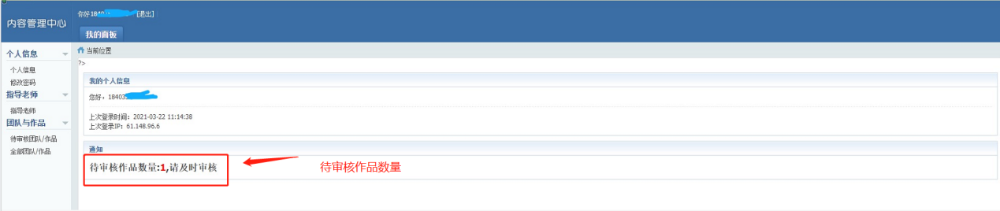 你好1840 [退出]
内容管理中心
我的面板
当前位置
个人信息
个人信息
修改密码
指导老师
指导老师
团队与作品
待审核团队/作品
全部团队/作品
?>
我的个人信息
您好，18403
上次登录时间：2021-03-22 11:14:38
上次登录IP：61.148.96.6
通知
待审核作品数量:1,请及时审核
待审核作品数量